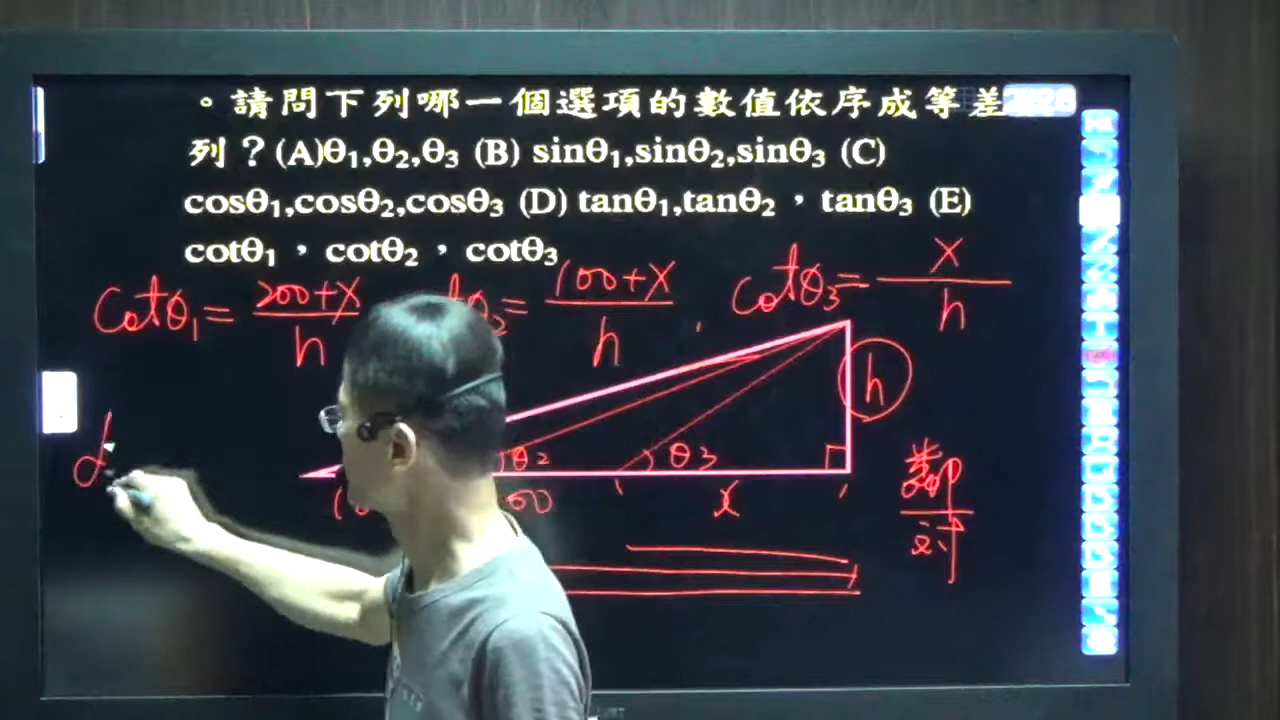 。請問下列哪一個選項的數值依序成等差
列？(A)θ₁,θ₂,θ₃ (B) sinθ₁,sinθ₂,sinθ₃ (C)
cosθ₁,cosθ₂,cosθ₃ (D) tanθ₁,tanθ₂，tanθ₃ (E)
cotθ₁，cotθ₂，cotθ₃
cotθ₁= 200+x / h
tθ₂= 100+x / h
cotθ₃= x / h
h
θ₂
θ₃
x
鄰
對
d